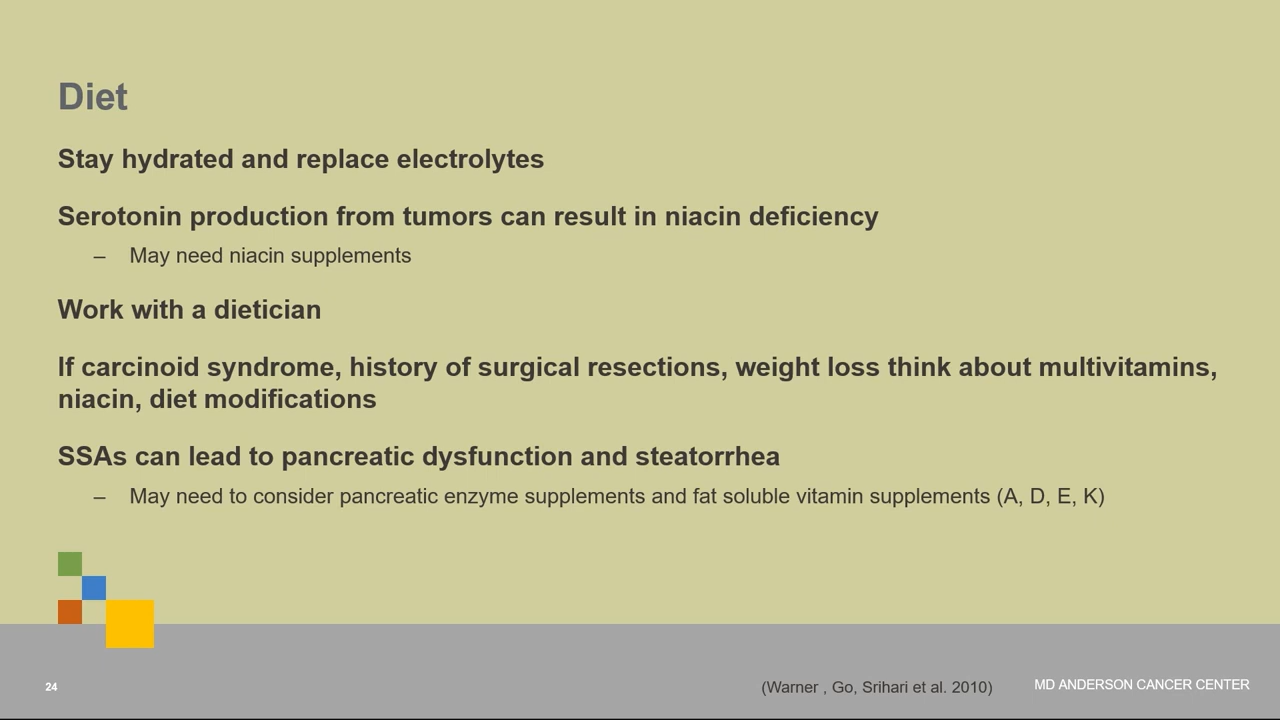 Diet
Stay hydrated and replace electrolytes
Serotonin production from tumors can result in niacin deficiency
– May need niacin supplements
Work with a dietician
If carcinoid syndrome, history of surgical resections, weight loss think about multivitamins,
niacin, diet modifications
SSAs can lead to pancreatic dysfunction and steatorrhea
– May need to consider pancreatic enzyme supplements and fat soluble vitamin supplements (A, D, E, K)
24
(Warner , Go, Srihari et al. 2010)
MD ANDERSON CANCER CENTER